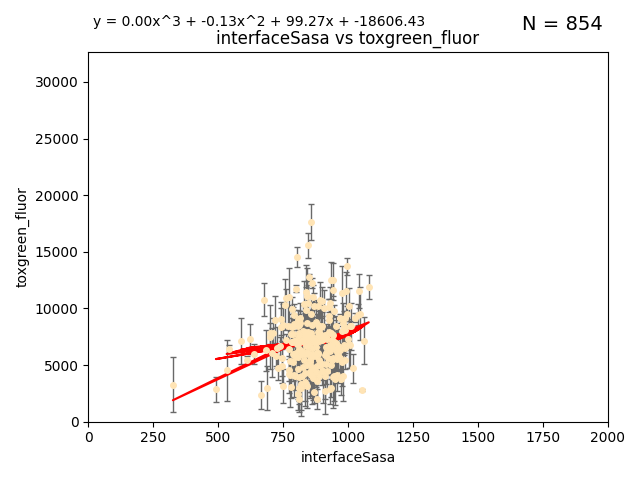 y = 0.00x^3 + -0.13x^2 + 99.27x + -18606.43
N = 854
interfaceSasa vs toxgreen_fluor
30000
25000
20000
15000
10000
5000
0
toxgreen_fluor
0 250 500 750 1000 1250 1500 1750 2000
interfaceSasa